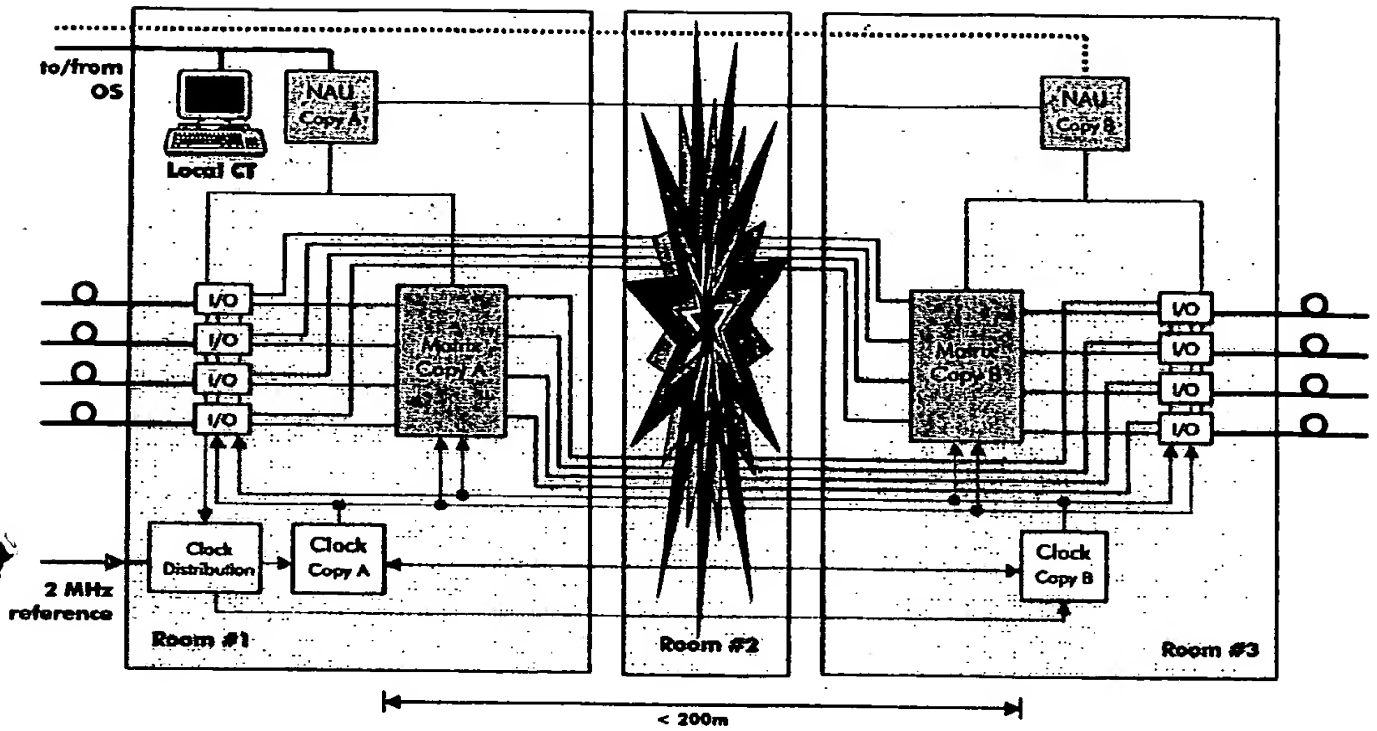 to/from
OS
NAU
Copy A
NAU
Copy B
Local CT
I/O
I/O
I/O
I/O
Matrix
Copy A
Matrix
Copy B
I/O
I/O
I/O
I/O
Clock
Distribution
Clock
Copy A
Clock
Copy B
2 MHz
reference
Room #1
Room #2
Room #3
< 200m